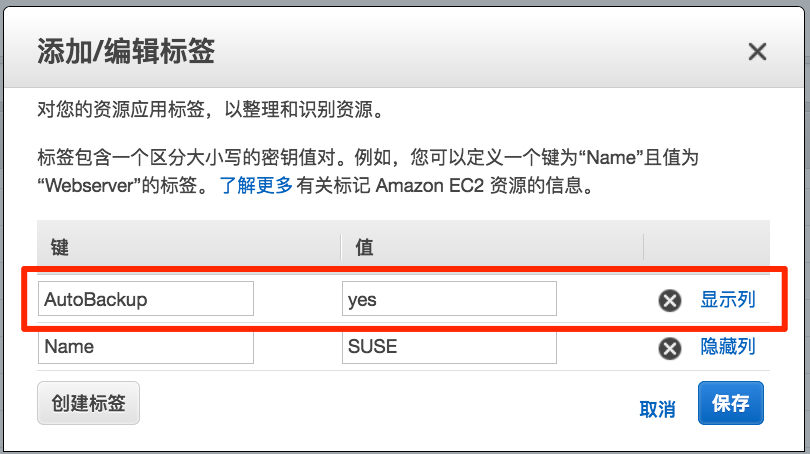 添加/编辑标签
对您的资源应用标签，以整理和识别资源。
标签包含一个区分大小写的密钥值对。例如，您可以定义一个键为“Name”且值为
“Webserver”的标签。 了解更多 有关标记 Amazon EC2 资源的信息。
键 值
AutoBackup yes 显示列
Name SUSE 隐藏列
创建标签 取消 保存